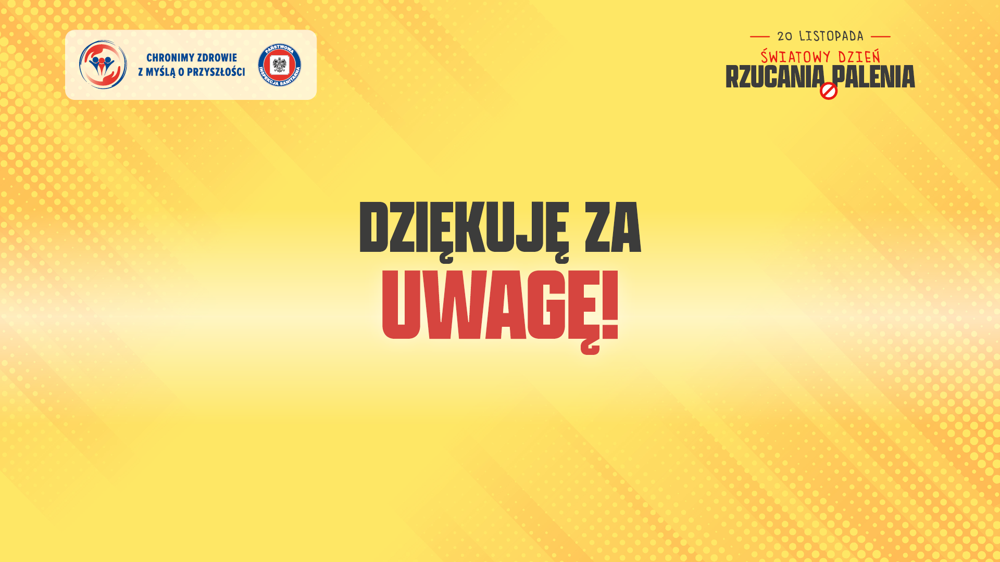 CHRONIMY ZDROWIE
Z MYŚLĄ O PRZYSZŁOŚCI
PAŃSTWOWA
INSPEKCJA SANITARNA
20 LISTOPADA
ŚWIATOWY DZIEŃ
RZUCANIA PALENIA
DZIĘKUJĘ ZA
UWAGĘ!